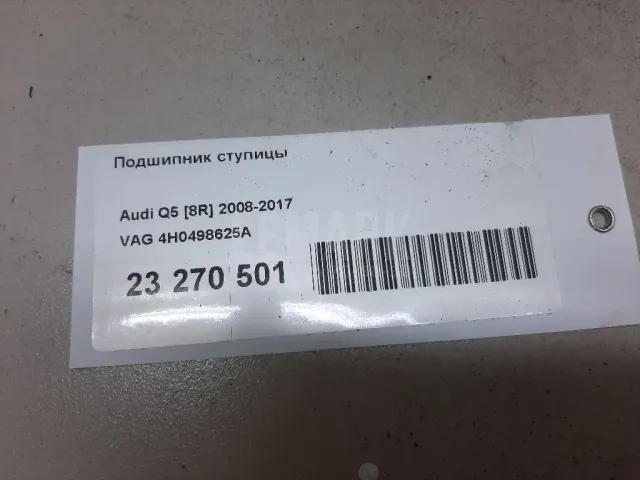 Подшипник ступицы
Audi Q5 [8R] 2008-2017
VAG 4H0498625A
23 270 501